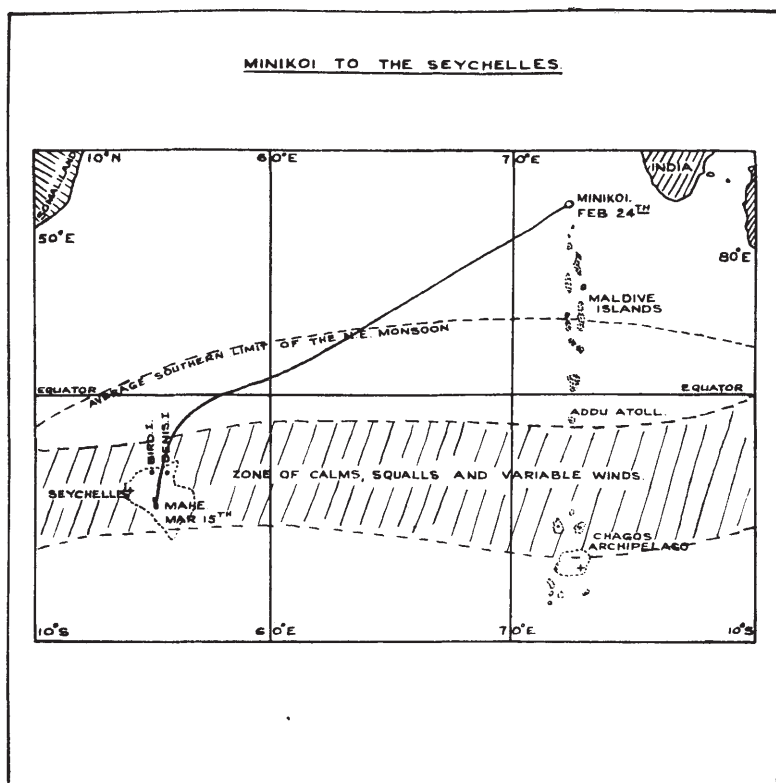 MINIKOI TO THE SEYCHELLES.
10°N
60°E
70°E
SOMALILAND
INDIA
50°E
MINIKOI.
FEB 24TH
80°E
MALDIVE
ISLANDS
AVERAGE SOUTHERN LIMIT OF THE N.E. MONSOON
EQUATOR
EQUATOR
ADDU ATOLL.
BIRD. I.
DENIS. I
ZONE OF CALMS, SQUALLS AND VARIABLE WINDS.
SEYCHELLES
MAHE
MAR 15TH
CHAGOS
ARCHIPELAGO
10°S
60°E
70°E
10°S